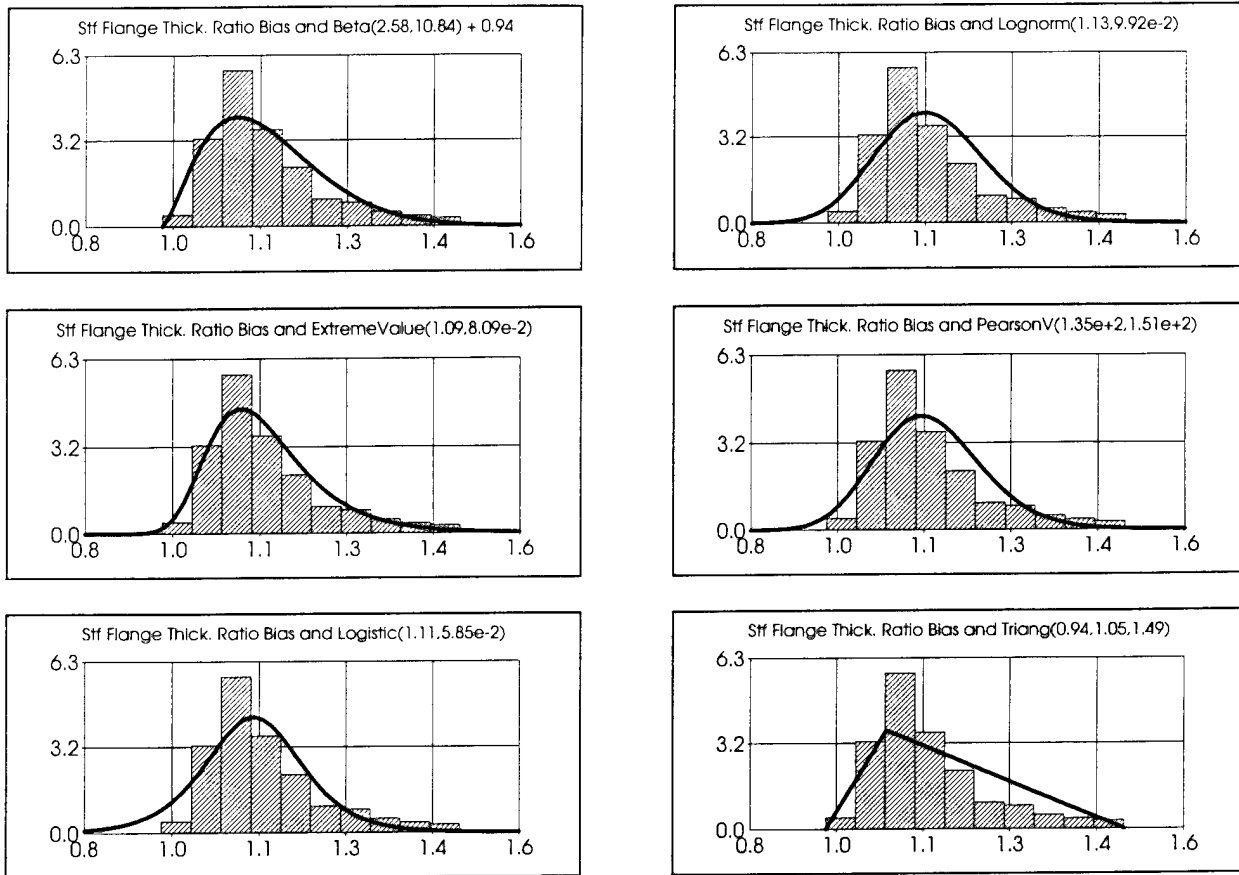 Stf Flange Thick. Ratio Bias and Beta(2.58,10.84) + 0.94
6.3
3.2
0.0
0.8 1.0 1.1 1.3 1.4 1.6
Stf Flange Thick. Ratio Bias and Lognorm(1.13,9.92e-2)
6.3
3.2
0.0
0.8 1.0 1.1 1.3 1.4 1.6
Stf Flange Thick. Ratio Bias and ExtremeValue(1.09,8.09e-2)
6.3
3.2
0.0
0.8 1.0 1.1 1.3 1.4 1.6
Stf Flange Thick. Ratio Bias and PearsonV(1.35e+2,1.51e+2)
6.3
3.2
0.0
0.8 1.0 1.1 1.3 1.4 1.6
Stf Flange Thick. Ratio Bias and Logistic(1.11,5.85e-2)
6.3
3.2
0.0
0.8 1.0 1.1 1.3 1.4 1.6
Stf Flange Thick. Ratio Bias and Triang(0.94,1.05,1.49)
6.3
3.2
0.0
0.8 1.0 1.1 1.3 1.4 1.6